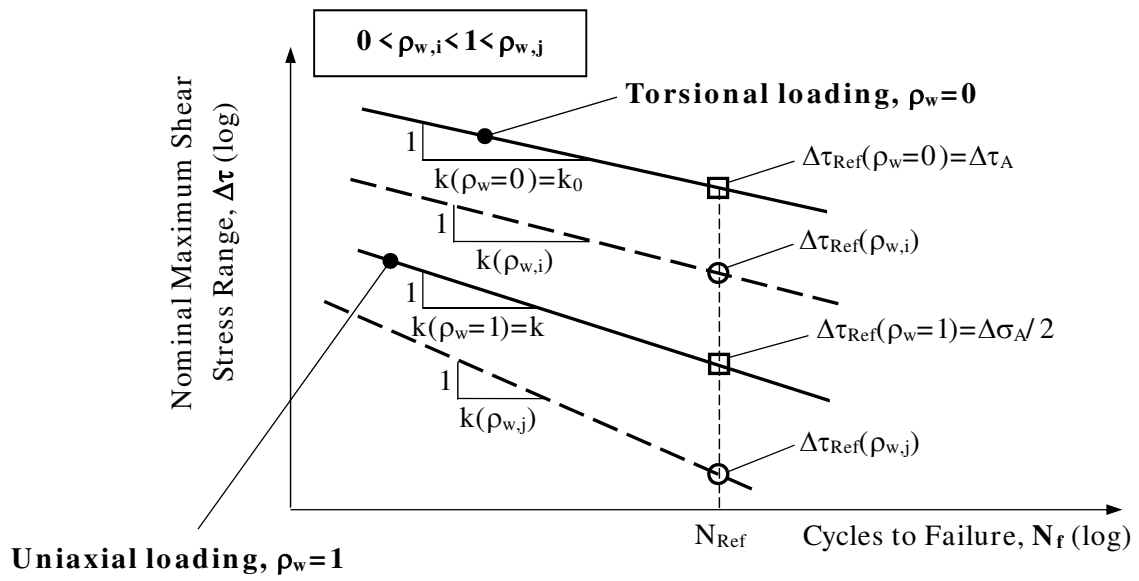 0 < ρw,i < 1 < ρw,j
Nominal Maximum Shear
Stress Range, Δτ (log)
Torsional loading, ρw=0
1
k(ρw=0)=k0
ΔτRef(ρw=0)=ΔτA
1
k(ρw,i)
ΔτRef(ρw,i)
1
k(ρw=1)=k
ΔτRef(ρw=1)=ΔσA/2
1
k(ρw,j)
ΔτRef(ρw,j)
NRef
Cycles to Failure, Nf (log)
Uniaxial loading, ρw=1